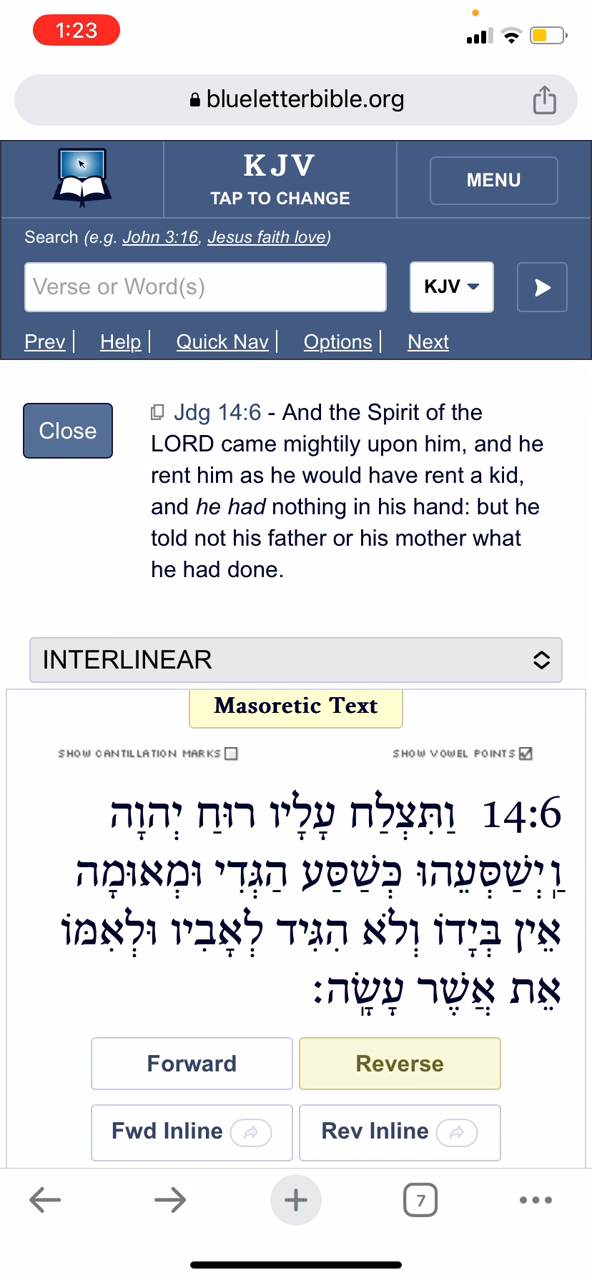 1:23
blueletterbible.org
KJV
TAP TO CHANGE
MENU
Search (e.g. John 3:16, Jesus faith love)
Verse or Word(s)
KJV
Prev| Help| Quick Nav| Options| Next
Close
Jdg 14:6 - And the Spirit of the
LORD came mightily upon him, and he
rent him as he would have rent a kid,
and he had nothing in his hand: but he
told not his father or his mother what
he had done.
INTERLINEAR
Masoretic Text
SHOW CANTILLATION MARKS
SHOW VOWEL POINTS
14:6 וַתִּצְלַח עָלָיו רוּחַ יְהוָה
וַיְשַׁסְּעֵהוּ כְּשַׁסַּע הַגְּדִי וּמְאוּמָה
אֵין בְּיָדוֹ וְלֹא הִגִּיד לְאָבִיו וּלְאִמּוֹ
אֵת אֲשֶׁר עָשָֽׂה׃
Forward
Reverse
Fwd Inline
Rev Inline
7